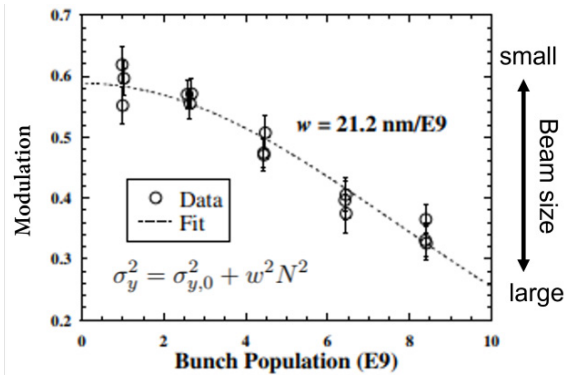 0.7
0.6
0.5
0.4
0.3
0.2
Modulation
w = 21.2 nm/E9
Data
Fit
σ_y^2 = σ_{y,0}^2 + w^2N^2
0 2 4 6 8 10
Bunch Population (E9)
small
Beam size
large